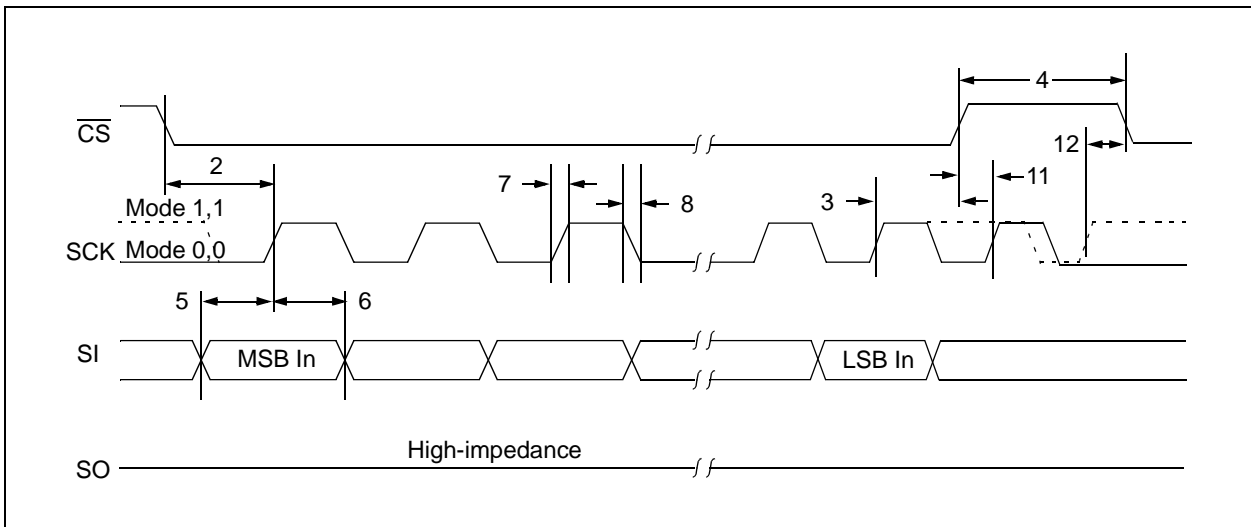 4
CS
12
2
7
8
3
11
Mode 1,1
SCK Mode 0,0
5
6
SI
MSB In
LSB In
High-impedance
SO